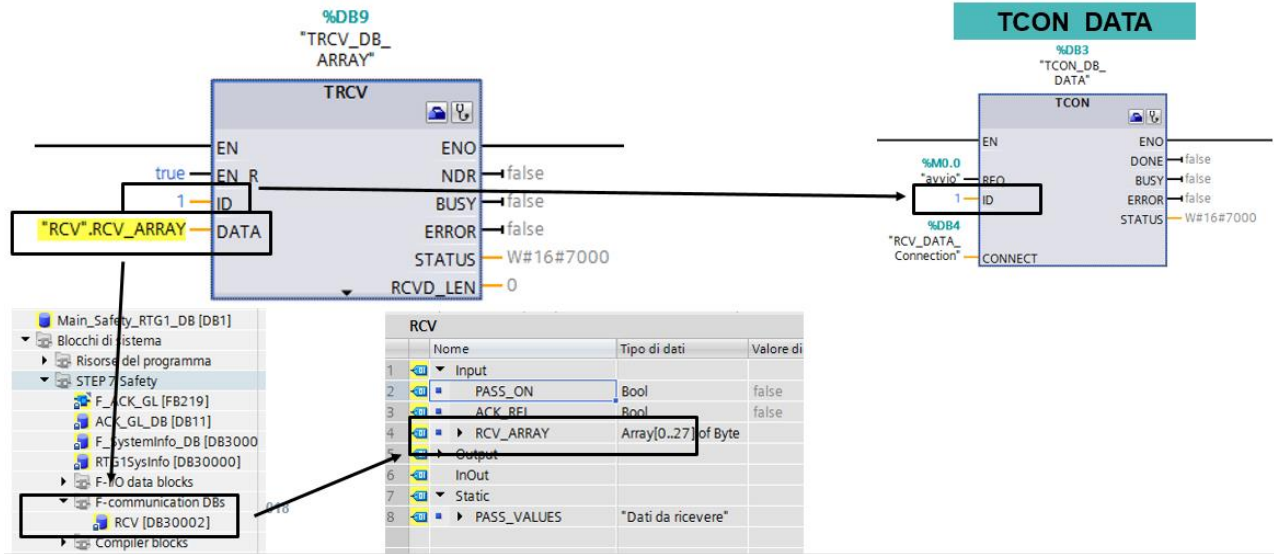 %DB9
"TRCV_DB_
ARRAY"
TRCV
EN
ENO
true
EN_R
NDR
false
1
ID
BUSY
false
"RCV".RCV_ARRAY
DATA
ERROR
false
STATUS
W#16#7000
RCVD_LEN
0
TCON DATA
%DB3
"TCON_DB_
DATA"
TCON
EN
ENO
%M0.0
"avvio"
REQ
DONE
false
BUSY
false
1
ID
ERROR
false
STATUS
W#16#7000
%DB4
"RCV_DATA_
Connection"
CONNECT
Main_Safety_RTG1_DB [DB1]
Blocchi di sistema
Risorse del programma
STEP 7 Safety
F_ACK_GL [FB219]
ACK_GL_DB [DB11]
F_SystemInfo_DB [DB3000
RTG1SysInfo [DB30000]
F-I/O data blocks
F-communication DBs
RCV [DB30002]
Compiler blocks
RCV
Nome Tipo di dati Valore di
1 Input
2 PASS_ON Bool false
3 ACK_REI Bool false
4 RCV_ARRAY Array[0..27] of Byte
5 Output
6 InOut
7 Static
8 PASS_VALUES "Dati da ricevere"